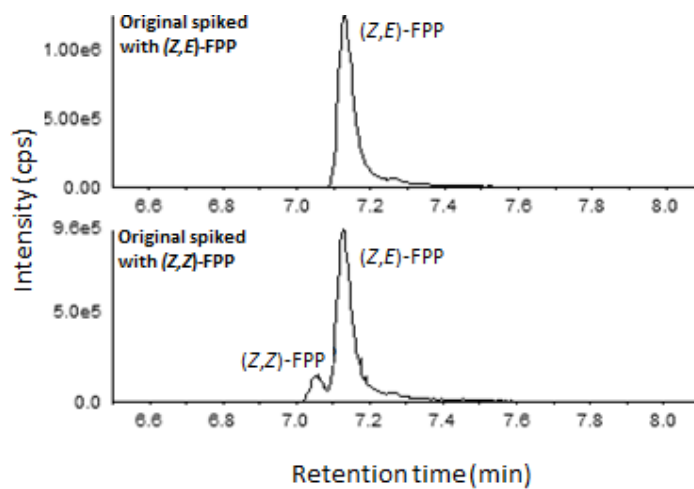 Original spiked
with (Z,E)-FPP
(Z,E)-FPP
1.00e6
5.00e5
0.00
6.6 6.8 7.0 7.2 7.4 7.6 7.8 8.0
9.6e5
Original spiked
with (Z,Z)-FPP
(Z,E)-FPP
5.0e5
(Z,Z)-FPP
0.0
6.6 6.8 7.0 7.2 7.4 7.6 7.8 8.0
Intensity (cps)
Retention time (min)